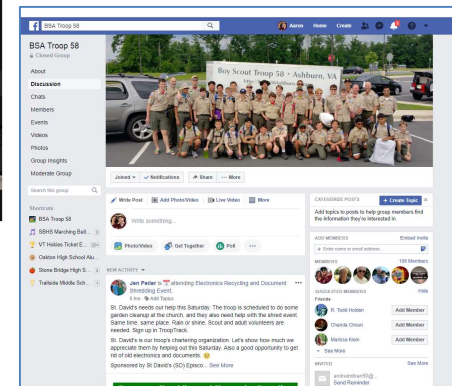 BSA Troop 58
Aaron Home Create
BSA Troop 58
Closed Group
About
Discussion
Chats
Members
Events
Videos
Photos
Group Insights
Moderate Group
Search this group
Shortcuts
BSA Troop 58
SBHS Marching Ball...
VT Hokies Ticket E...
Oakton High School Alu...
Stone Bridge High S...
Trailside Middle Sch...
Boy Scout Troop 58 • Ashburn, VA
Joined Notifications Share ... More
Write Post Add Photo/Video Live Video More
Write something...
Photo/Video Get Together Poll
NEW ACTIVITY
Jen Peiler is attending Electronics Recycling and Document
Shredding Event.
5 hrs Add Topics
St. David's needs our help this Saturday. The troop is scheduled to do some
garden cleanup at the church, and they also need help with the shred event.
Same time, same place. Rain or shine. Scout and adult volunteers are
needed. Sign up in TroopTrack.
St. David's is our troop's chartering organization. Let's show how much we
appreciate them by helping out this Saturday. Also a good opportunity to get
rid of old electronics and documents.
Sponsored by St David's (SD) Episco... See More
CATEGORIZE POSTS + Create Topic
Add topics to posts to help group members find
the information they're interested in.
ADD MEMBERS Embed Invite
+ Enter name or email address...
MEMBERS 106 Members
SUGGESTED MEMBERS Hide
Friends
R. Todd Holden Add Member
Chanda Choun Add Member
Marissa Klein Add Member
See More
INVITED See More
Send Reminder